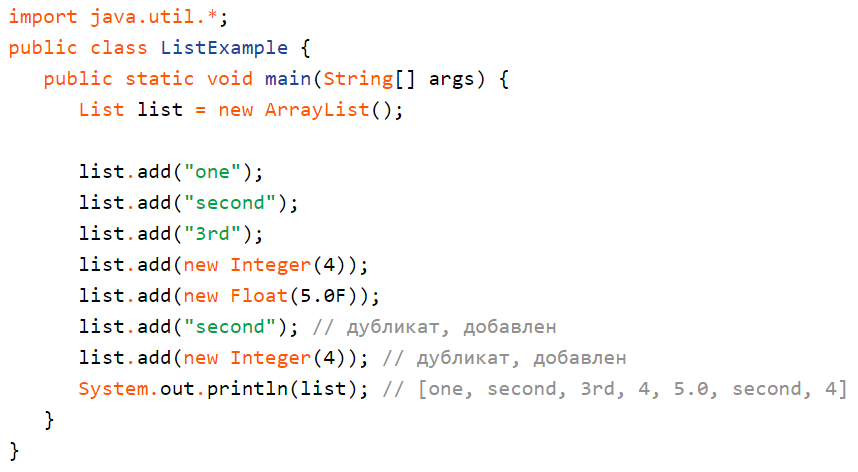 import java.util.*;
public class ListExample {
   public static void main(String[] args) {
      List list = new ArrayList();

      list.add("one");
      list.add("second");
      list.add("3rd");
      list.add(new Integer(4));
      list.add(new Float(5.0F));
      list.add("second"); // дубликат, добавлен
      list.add(new Integer(4)); // дубликат, добавлен
      System.out.println(list); // [one, second, 3rd, 4, 5.0, second, 4]
   }
}